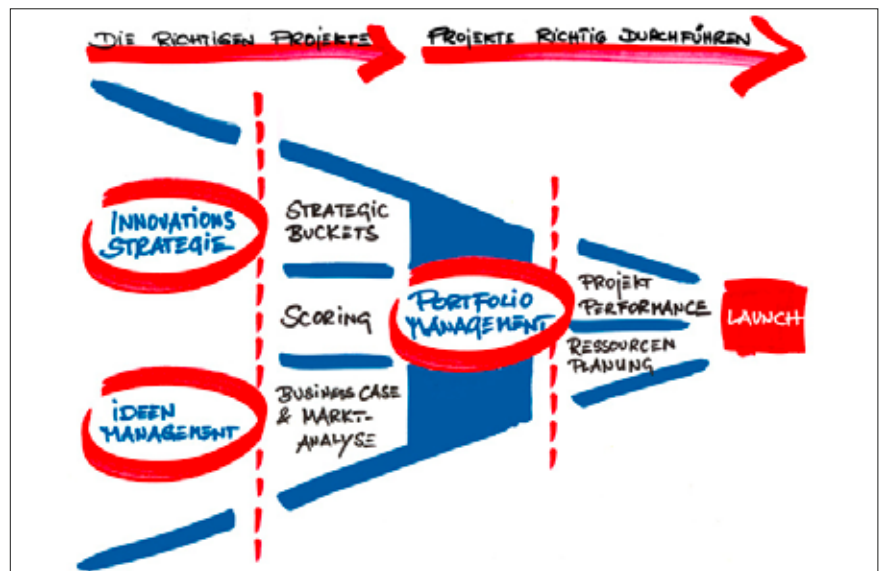 DIE RICHTIGEN PROJEKTE
PROJEKTE RICHTIG DURCHFÜHREN
INNOVATIONS
STRATEGIE
IDEEN
MANAGEMENT
STRATEGIC
BUCKETS
SCORING
BUSINESS CASE
& MARKT-
ANALYSE
PORTFOLIO
MANAGEMENT
PROJEKT
PERFORMANCE
RESSOURCEN
PLANUNG
LAUNCH